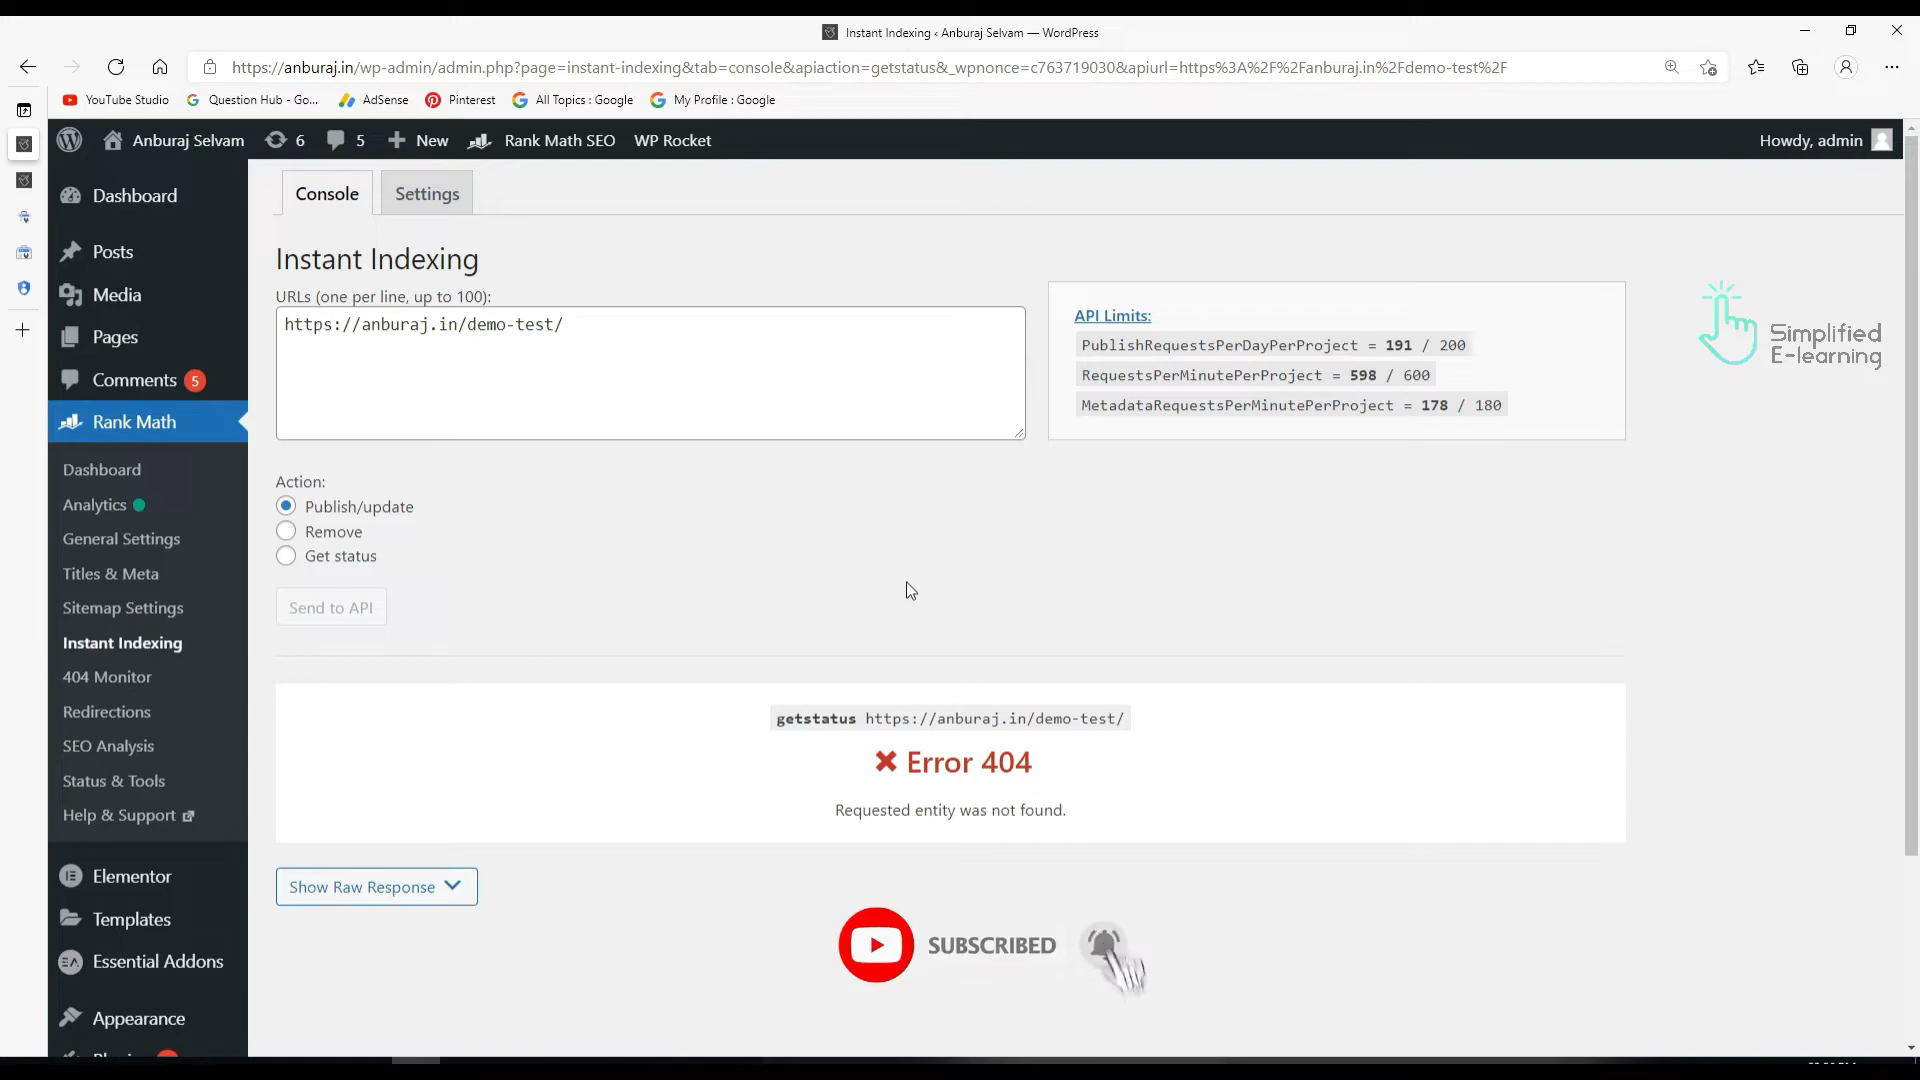 Instant Indexing ‹ Anburaj Selvam — WordPress
https://anburaj.in/wp-admin/admin.php?page=instant-indexing&tab=console&apiaction=getstatus&_wpnonce=c763719030&apiurl=https%3A%2F%2Fanburaj.in%2Fdemo-test%2F
YouTube Studio
Question Hub - Go...
AdSense
Pinterest
All Topics : Google
My Profile : Google
Anburaj Selvam
6
5
New
Rank Math SEO
WP Rocket
Howdy, admin
Dashboard
Posts
Media
Pages
Comments 5
Rank Math
Dashboard
Analytics
General Settings
Titles & Meta
Sitemap Settings
Instant Indexing
404 Monitor
Redirections
SEO Analysis
Status & Tools
Help & Support
Elementor
Templates
Essential Addons
Appearance
Console
Settings
Instant Indexing
URLs (one per line, up to 100):
https://anburaj.in/demo-test/
API Limits:
PublishRequestsPerDayPerProject = 191 / 200
RequestsPerMinutePerProject = 598 / 600
MetadataRequestsPerMinutePerProject = 178 / 180
Simplified
E-learning
Action:
Publish/update
Remove
Get status
Send to API
getstatus https://anburaj.in/demo-test/
Error 404
Requested entity was not found.
Show Raw Response
SUBSCRIBED